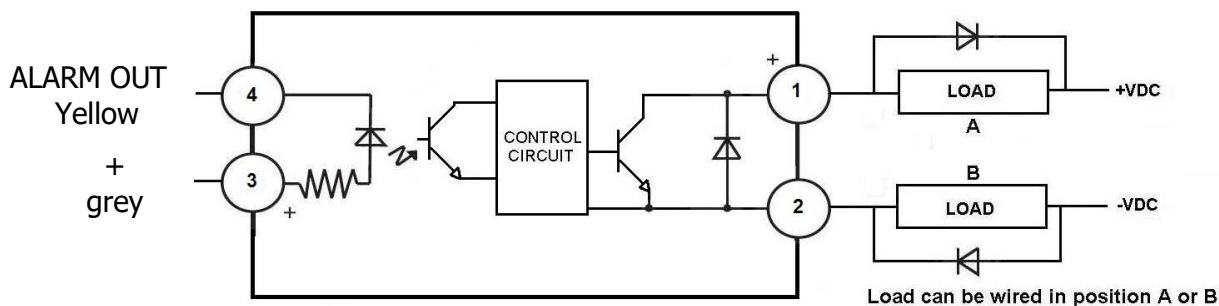 ALARM OUT
Yellow
+
grey
4
3
+
CONTROL
CIRCUIT
+
1
2
LOAD
A
+VDC
B
LOAD
-VDC
Load can be wired in position A or B